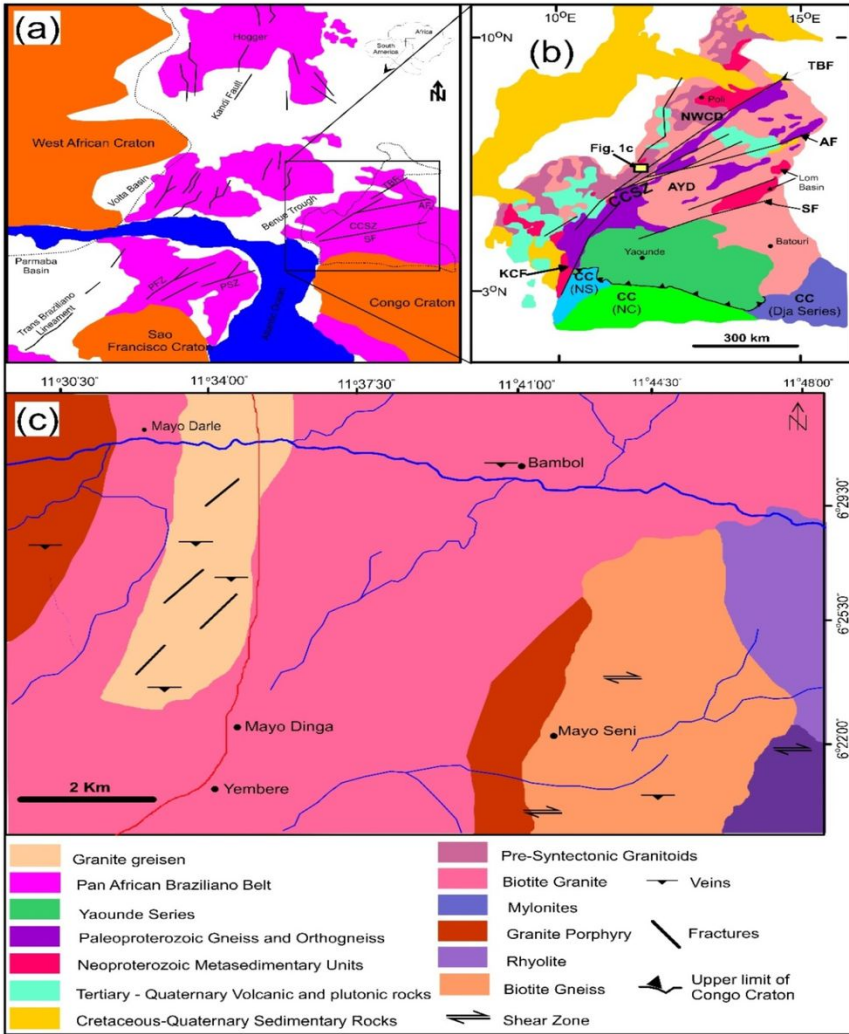 (a)
Hogger
Africa
South
America
N
Kandi Fault
West African Craton
Volta Basin
Benue Trough
TBF
AF
CCSZ
SF
Parmaba
Basin
PFZ
PSZ
Trans Braziliano
Lineament
Atlantic Ocean
Congo Craton
Sao
Francisco Craton
(b)
10°E
15°E
10°N
TBF
Poli
NWCD
AF
Fig. 1c
Lom
Basin
CCSZ
AYD
SF
Yaounde
Batouri
KCF
3°N
CC
(NS)
CC
(NC)
CC
(Dja Series)
300 km
11°30'30"
11°34'00"
11°37'30"
11°41'00"
11°44'30"
11°48'00"
(c)
N
Mayo Darle
Bambol
6°29'30"
6°25'30"
6°22'00"
Mayo Dinga
Mayo Seni
Yembere
2 Km
Granite greisen
Pan African Braziliano Belt
Yaounde Series
Paleoproterozoic Gneiss and Orthogneiss
Neoproterozoic Metasedimentary Units
Tertiary - Quaternary Volcanic and plutonic rocks
Cretaceous-Quaternary Sedimentary Rocks
Pre-Syntectonic Granitoids
Biotite Granite
Mylonites
Granite Porphyry
Rhyolite
Biotite Gneiss
Shear Zone
Veins
Fractures
Upper limit of
Congo Craton